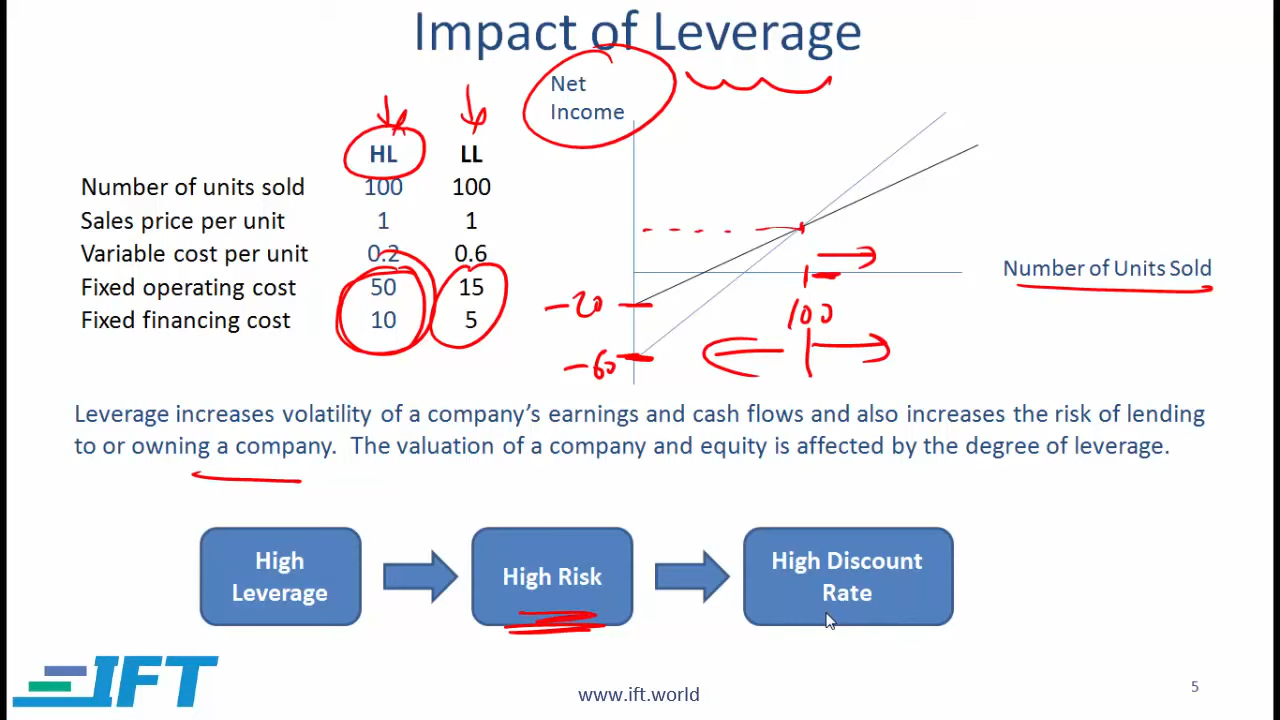 Impact of Leverage
Net
Income
HL LL
Number of units sold 100 100
Sales price per unit 1 1
Variable cost per unit 0.2 0.6
Fixed operating cost 50 15
Fixed financing cost 10 5
Number of Units Sold
-20
100
-60
Leverage increases volatility of a company’s earnings and cash flows and also increases the risk of lending
to or owning a company. The valuation of a company and equity is affected by the degree of leverage.
High
Leverage
High Risk
High Discount
Rate
IFT
www.ift.world
5